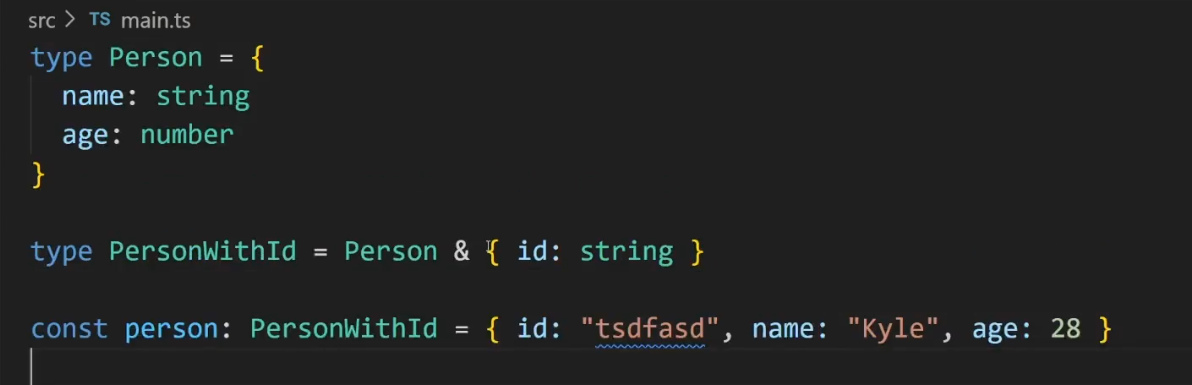 src > TS main.ts
type Person = {
  name: string
  age: number
}
type PersonWithId = Person & { id: string }
const person: PersonWithId = { id: "tsdfasd", name: "Kyle", age: 28 }